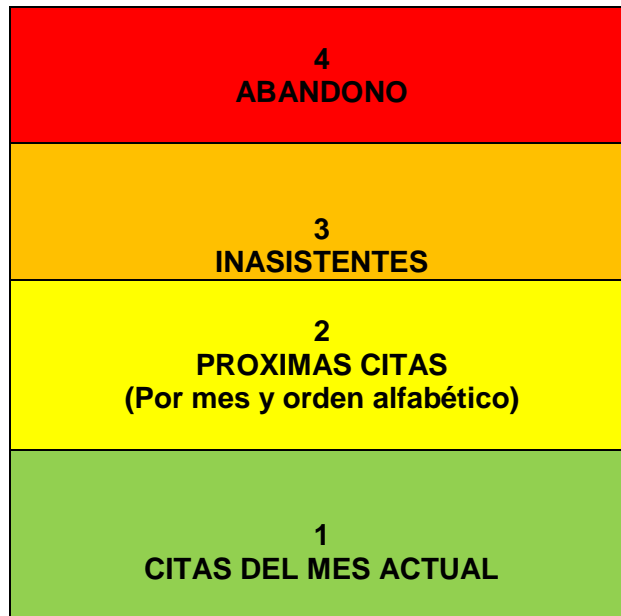 4
ABANDONO
3
INASISTENTES
2
PROXIMAS CITAS
(Por mes y orden alfabético)
1
CITAS DEL MES ACTUAL